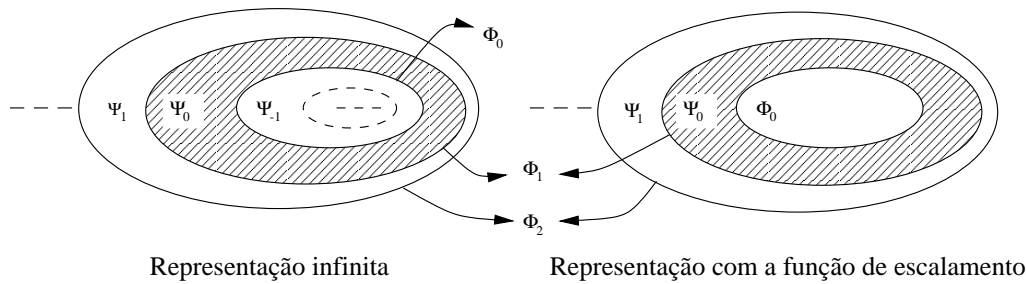 Φ0
Ψ1 Ψ0 Ψ-1
Ψ1 Ψ0 Φ0
Φ1
Φ2
Representação infinita
Representação com a função de escalamento